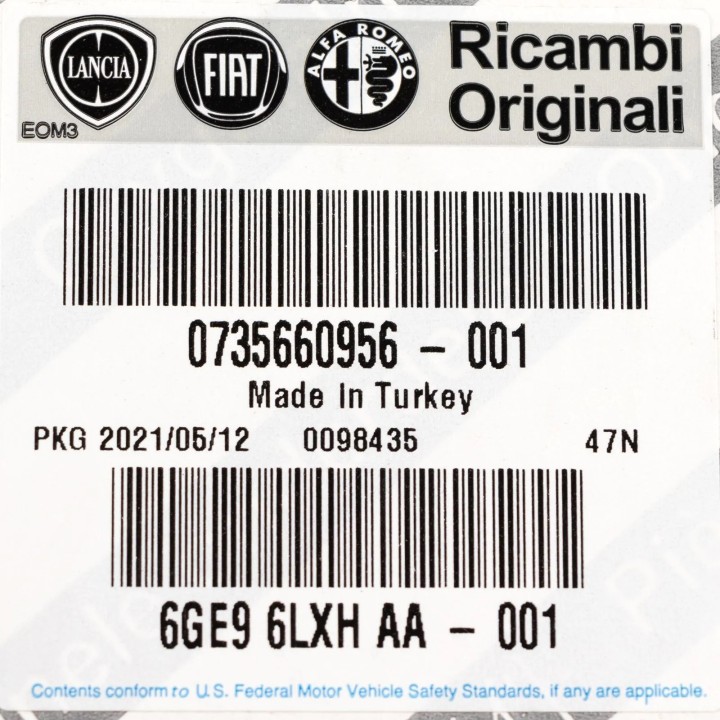 LANCIA FIAT ALFA ROMEO Ricambi
Originali
EOM3
0735660956 - 001
Made In Turkey
PKG 2021/05/12 0098435 47N
6GE9 6LXH AA - 001
Contents conform to U.S. Federal Motor Vehicle Safety Standards, if any are applicable.